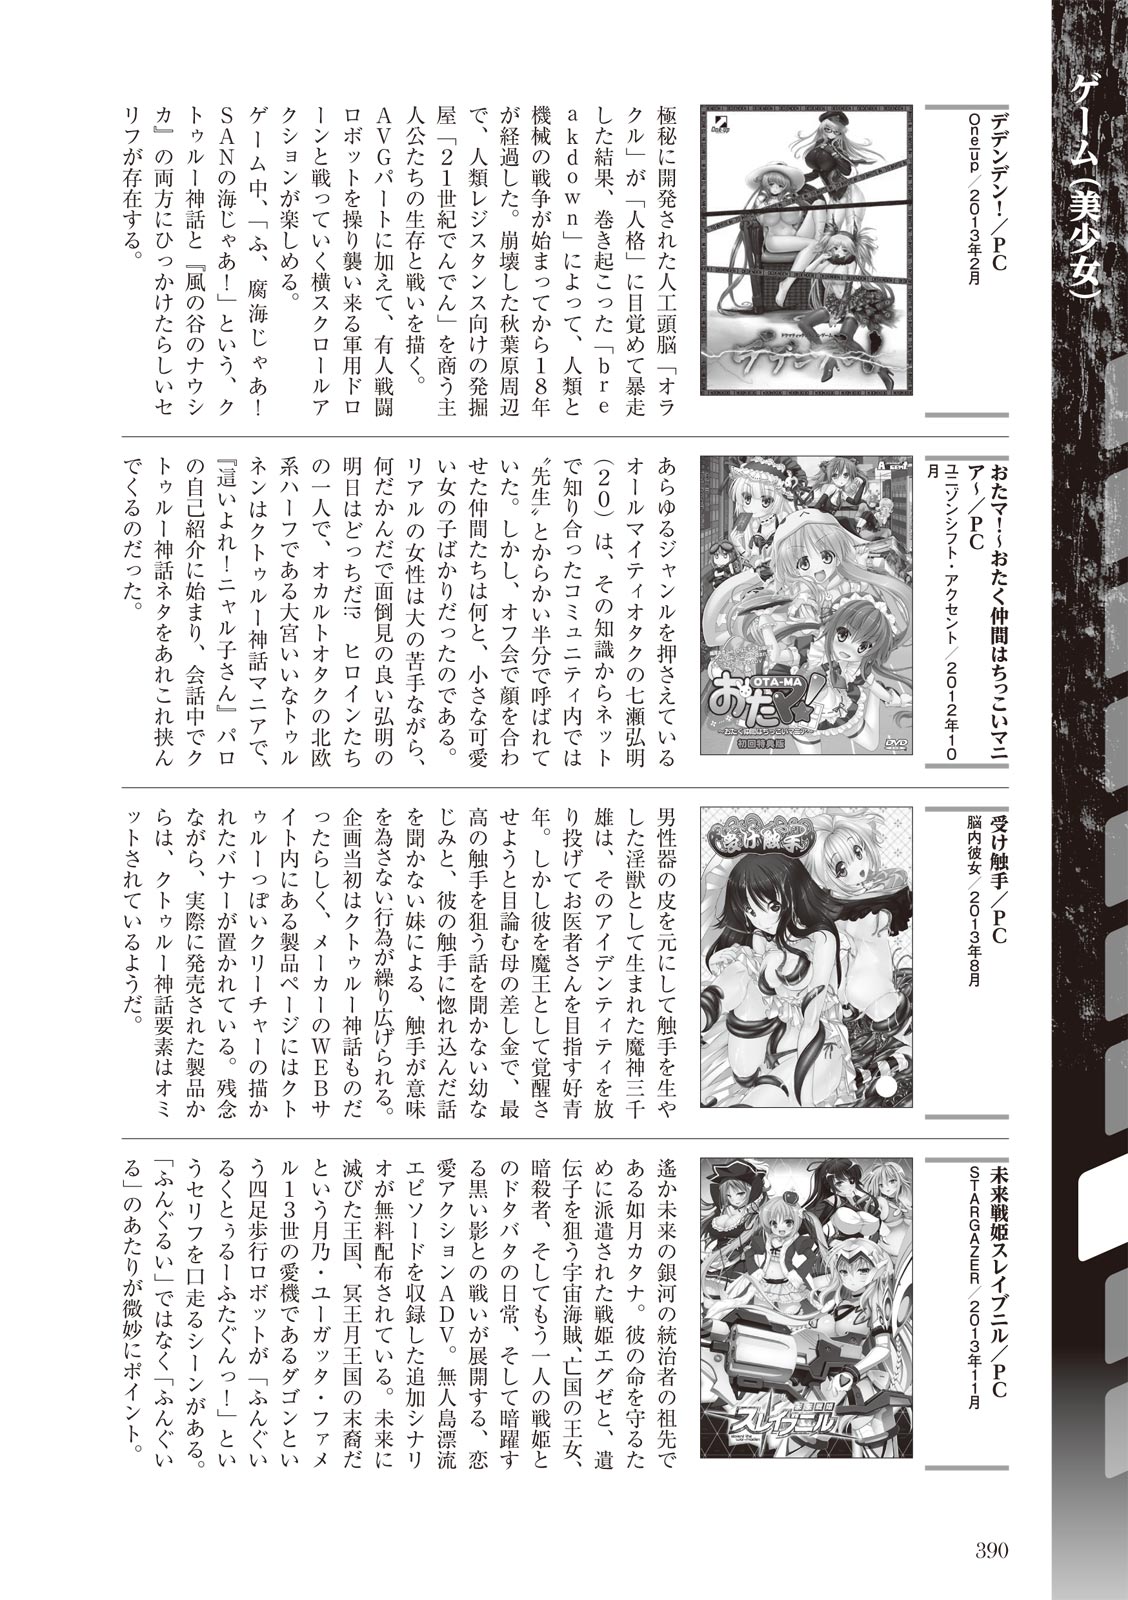 ゲーム(美少女)
デデンデン!/PC
One|up/2013年2月
極秘に開発された人工頭脳「オラ
クル」が「人格」に目覚めて暴走
した結果、巻き起こった「bre
akdown」によって、人類と
機械の戦争が始まってから18年
が経過した。崩壊した秋葉原周辺
で、人類レジスタンス向けの発掘
屋「21世紀でんでん」を商う主
人公たちの生存と戦いを描く。
AVGパートに加えて、有人戦闘
ロボットを操り襲い来る軍用ドロ
ーンと戦っていく横スクロールア
クションが楽しめる。
ゲーム中、「ふ、腐海じゃあ!
SANの海じゃあ!」という、ク
トゥルー神話と『風の谷のナウシ
カ』の両方にひっかけたらしいセ
リフが存在する。
おたマ!〜おたく仲間はちっこいマニ
ア〜/PC
ユニゾンシフト・アクセント/2012年10
月
OTA-MA
おたマ!
〜おたく仲間はちっこいマニア〜
初回特典版
DVD
あらゆるジャンルを押さえている
オールマイティオタクの七瀬弘明
(20)は、その知識からネット
で知り合ったコミュニティ内では
〝先生〟とからかい半分で呼ばれて
いた。しかし、オフ会で顔を合わ
せた仲間たちは何と、小さな可愛
い女の子ばかりだったのである。
リアルの女性は大の苦手ながら、
何だかんだで面倒見の良い弘明の
明日はどっちだ!? ヒロインたち
の一人で、オカルトオタクの北欧
系ハーフである大宮いいなトゥル
ネンはクトゥルー神話マニアで、
『這いよれ!ニャル子さん』パロ
の自己紹介に始まり、会話中でク
トゥルー神話ネタをあれこれ挟ん
でくるのだった。
受け触手/PC
脳内彼女/2013年8月
受け触手
男性器の皮を元にして触手を生や
した淫獣として生まれた魔神三千
雄は、そのアイデンティティを放
り投げてお医者さんを目指す好青
年。しかし彼を魔王として覚醒さ
せようと目論む母の差し金で、最
高の触手を狙う話を聞かない幼な
じみと、彼の触手に惚れ込んだ話
を聞かない妹による、触手が意味
を為さない行為が繰り広げられる。
企画当初はクトゥルー神話ものだ
ったらしく、メーカーのWEBサ
イト内にある製品ページにはクト
ゥルーっぽいクリーチャーの描か
れたバナーが置かれている。残念
ながら、実際に発売された製品か
らは、クトゥルー神話要素はオミ
ットされているようだ。
未来戦姫スレイブニル/PC
STARGAZER/2013年11月
未来戦姫
スレイブニル
遙か未来の銀河の統治者の祖先で
ある如月カタナ。彼の命を守るた
めに派遣された戦姫エグゼと、遺
伝子を狙う宇宙海賊、亡国の王女、
暗殺者、そしてもう一人の戦姫と
のドタバタの日常、そして暗躍す
る黒い影との戦いが展開する、恋
愛アクションADV。無人島漂流
エピソードを収録した追加シナリ
オが無料配布されている。未来に
滅びた王国、冥王月王国の末裔だ
という月乃・ユーガッタ・ファメ
ル13世の愛機であるダゴンとい
う四足歩行ロボットが「ふんぐい
るくとぅるーふたぐんっ!」とい
うセリフを口走るシーンがある。
「ふんぐるい」ではなく「ふんぐい
る」のあたりが微妙にポイント。
390